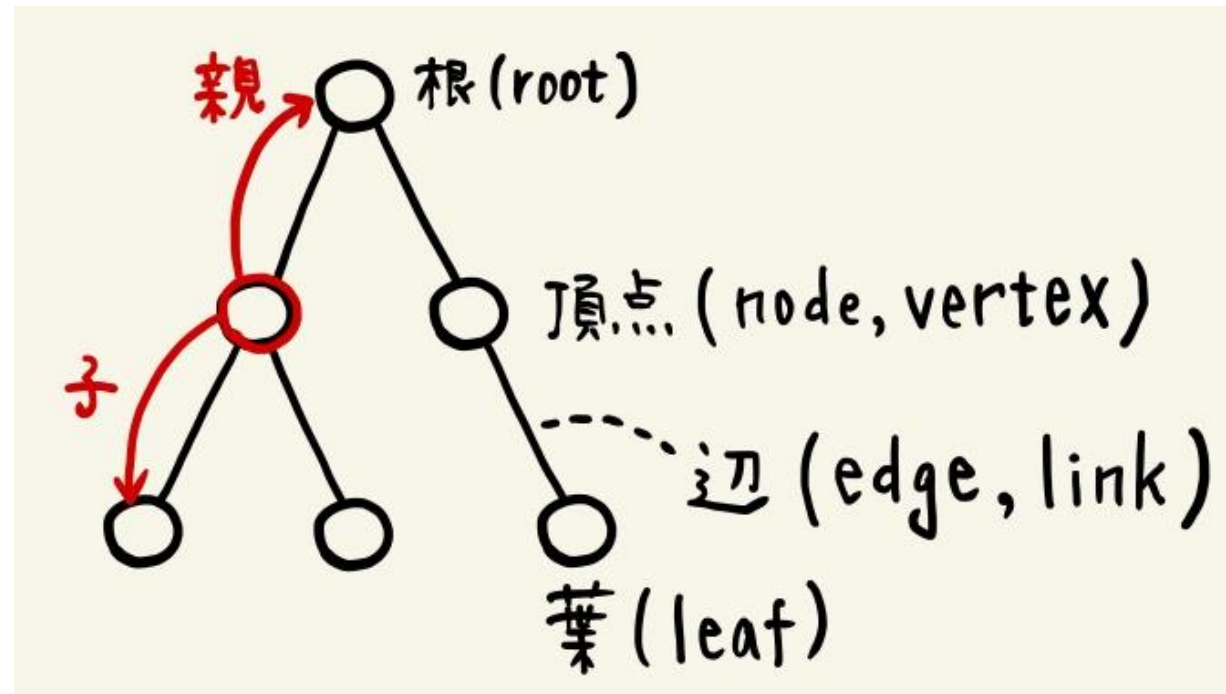 親
根(root)
頂点(node,vertex)
子
辺(edge,link)
葉(leaf)